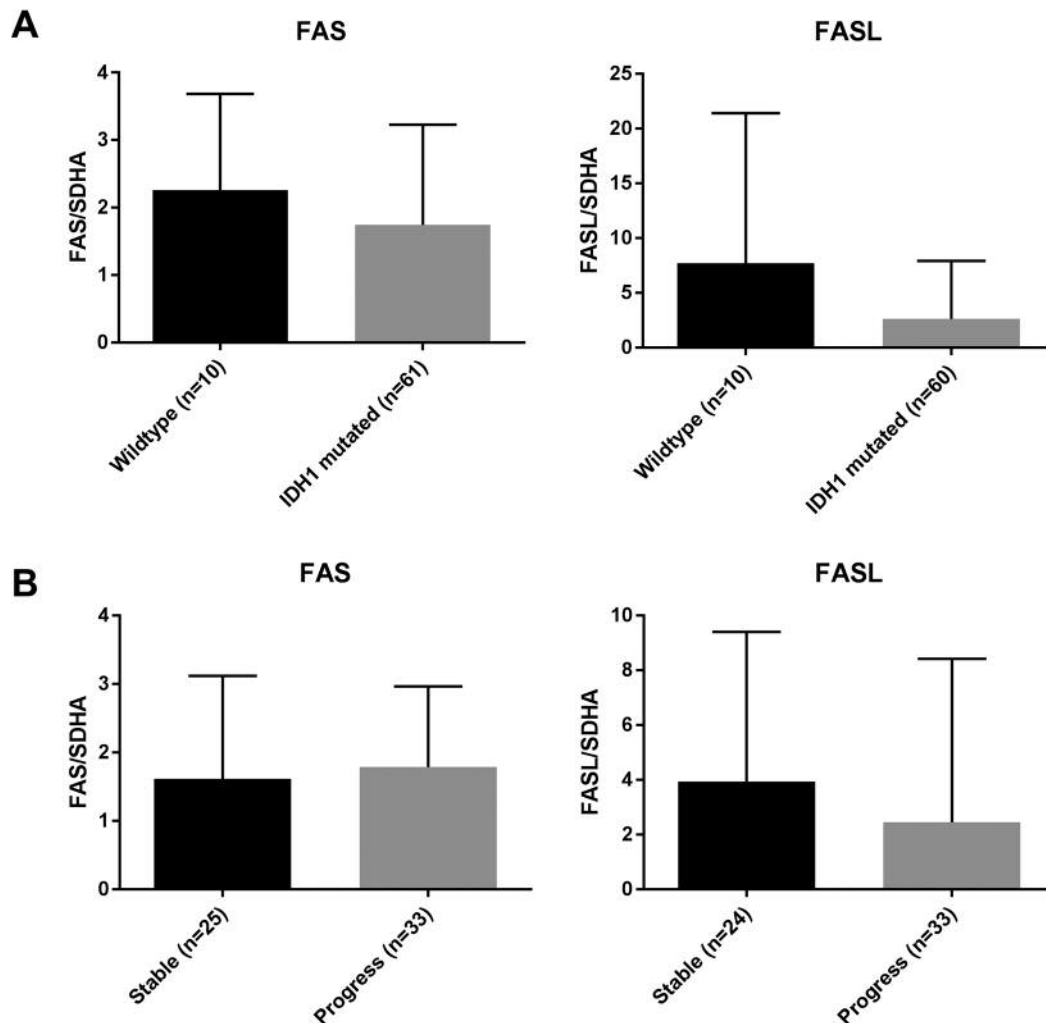 A
FAS
FAS/SDHA
4
3
2
1
0
Wildtype (n=10)
IDH1 mutated (n=61)
FASL
FASL/SDHA
25
20
15
10
5
0
Wildtype (n=10)
IDH1 mutated (n=60)
B
FAS
FAS/SDHA
4
3
2
1
0
Stable (n=25)
Progress (n=33)
FASL
FASL/SDHA
10
8
6
4
2
0
Stable (n=24)
Progress (n=33)